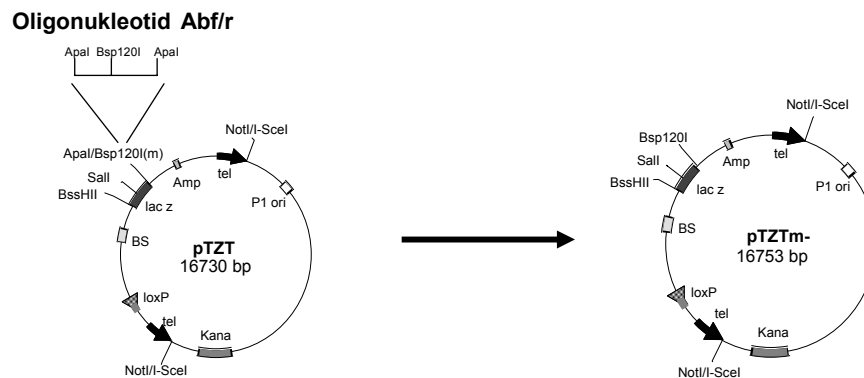 Oligonukleotid Abf/r
ApaI Bsp120I ApaI
NotI/I-SceI
ApaI/Bsp120I(m)
SalI
BssHII
lac z
Amp
tel
P1 ori
BS
pTZT
16730 bp
loxP
tel
Kana
NotI/I-SceI
NotI/I-SceI
Bsp120I
SalI
BssHII
lac z
Amp
tel
P1 ori
BS
pTZTm-
16753 bp
loxP
tel
Kana
NotI/I-SceI